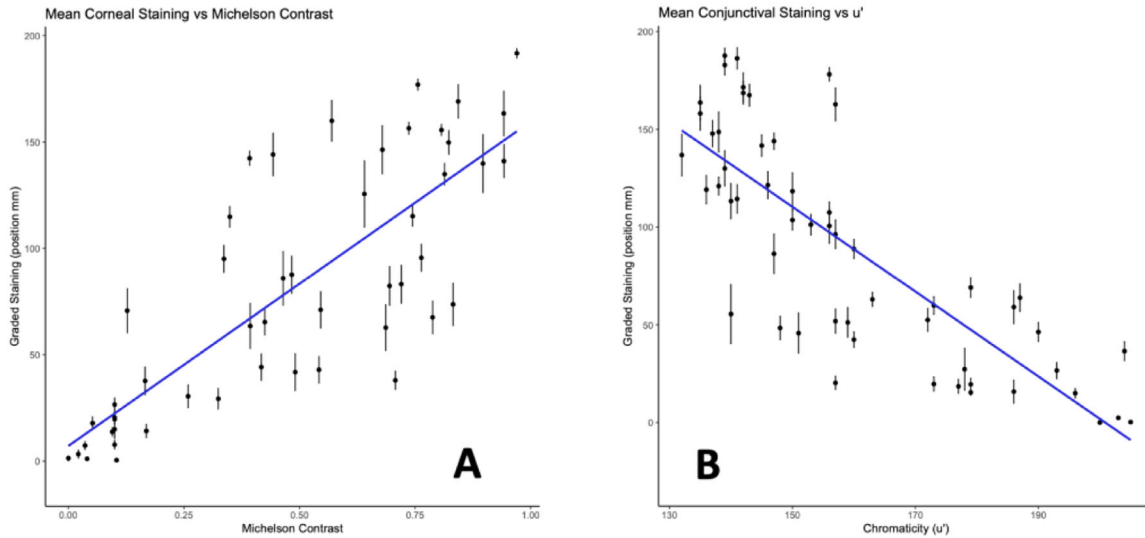 Mean Corneal Staining vs Michelson Contrast
200
150
100
50
0
Graded Staining (position mm)
0.00 0.25 0.50 0.75 1.00
Michelson Contrast
A
Mean Conjunctival Staining vs u'
200
150
100
50
0
Graded Staining (position mm)
130 150 170 190
Chromaticity (u')
B